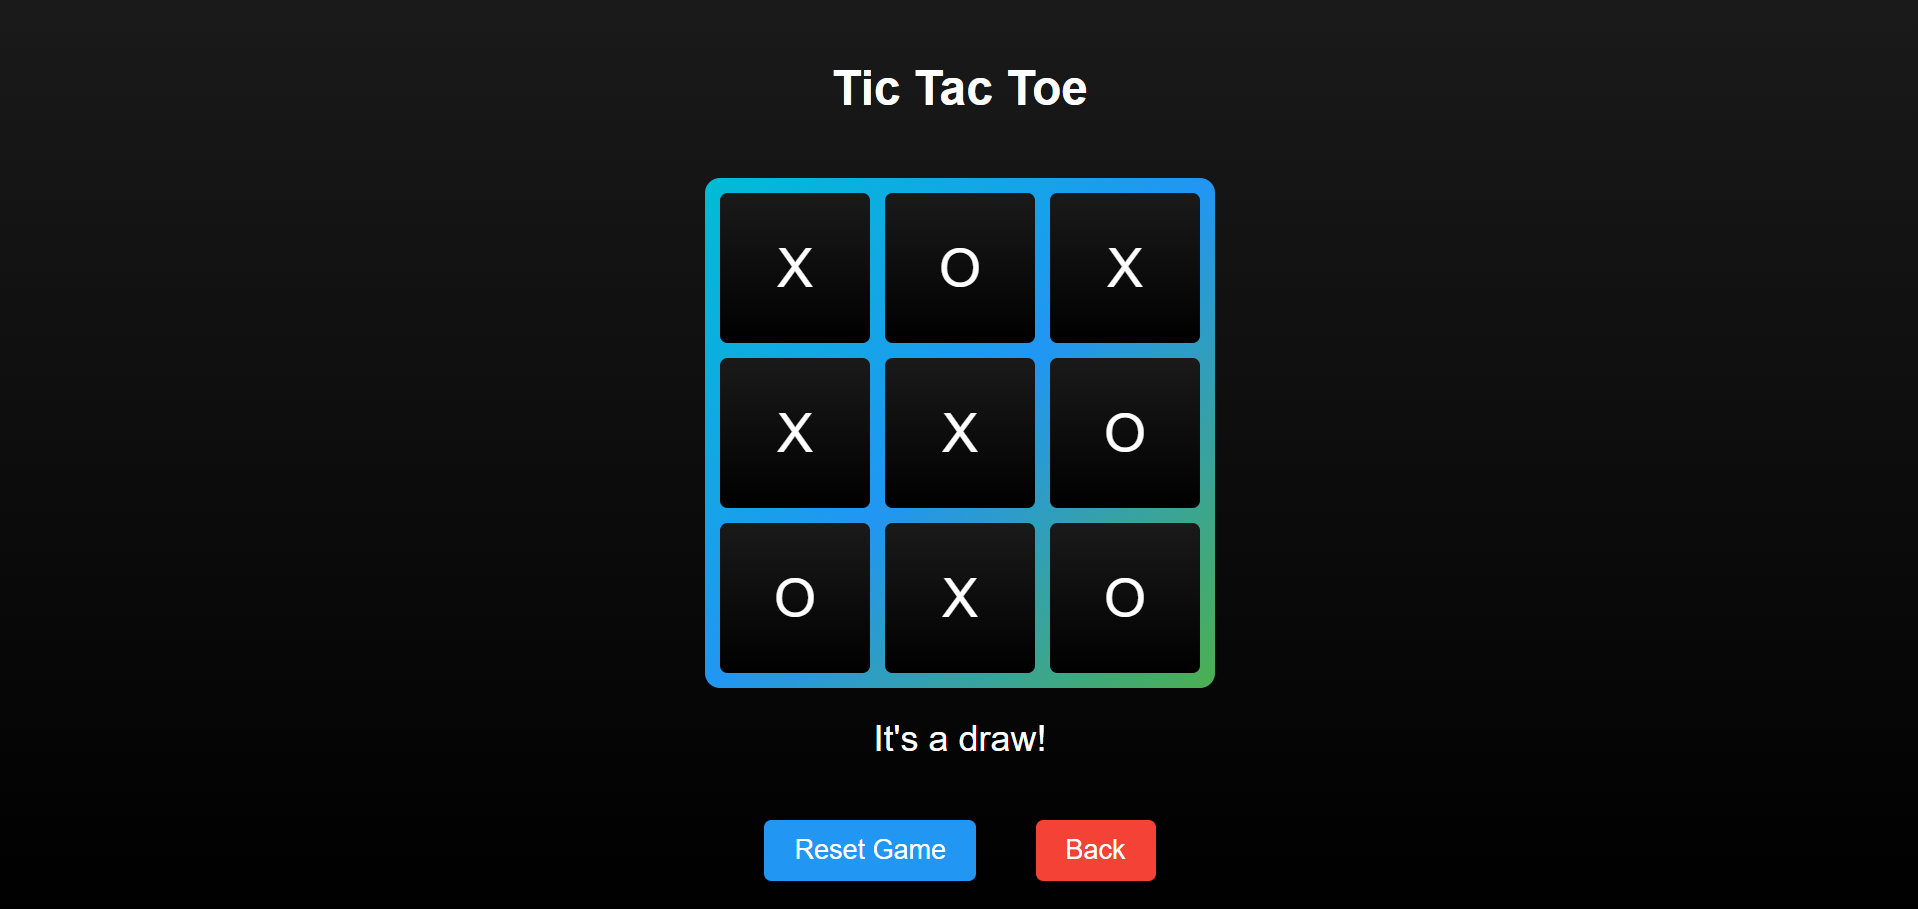 Tic Tac Toe
X O X
X X O
O X O
It's a draw!
Reset Game Back